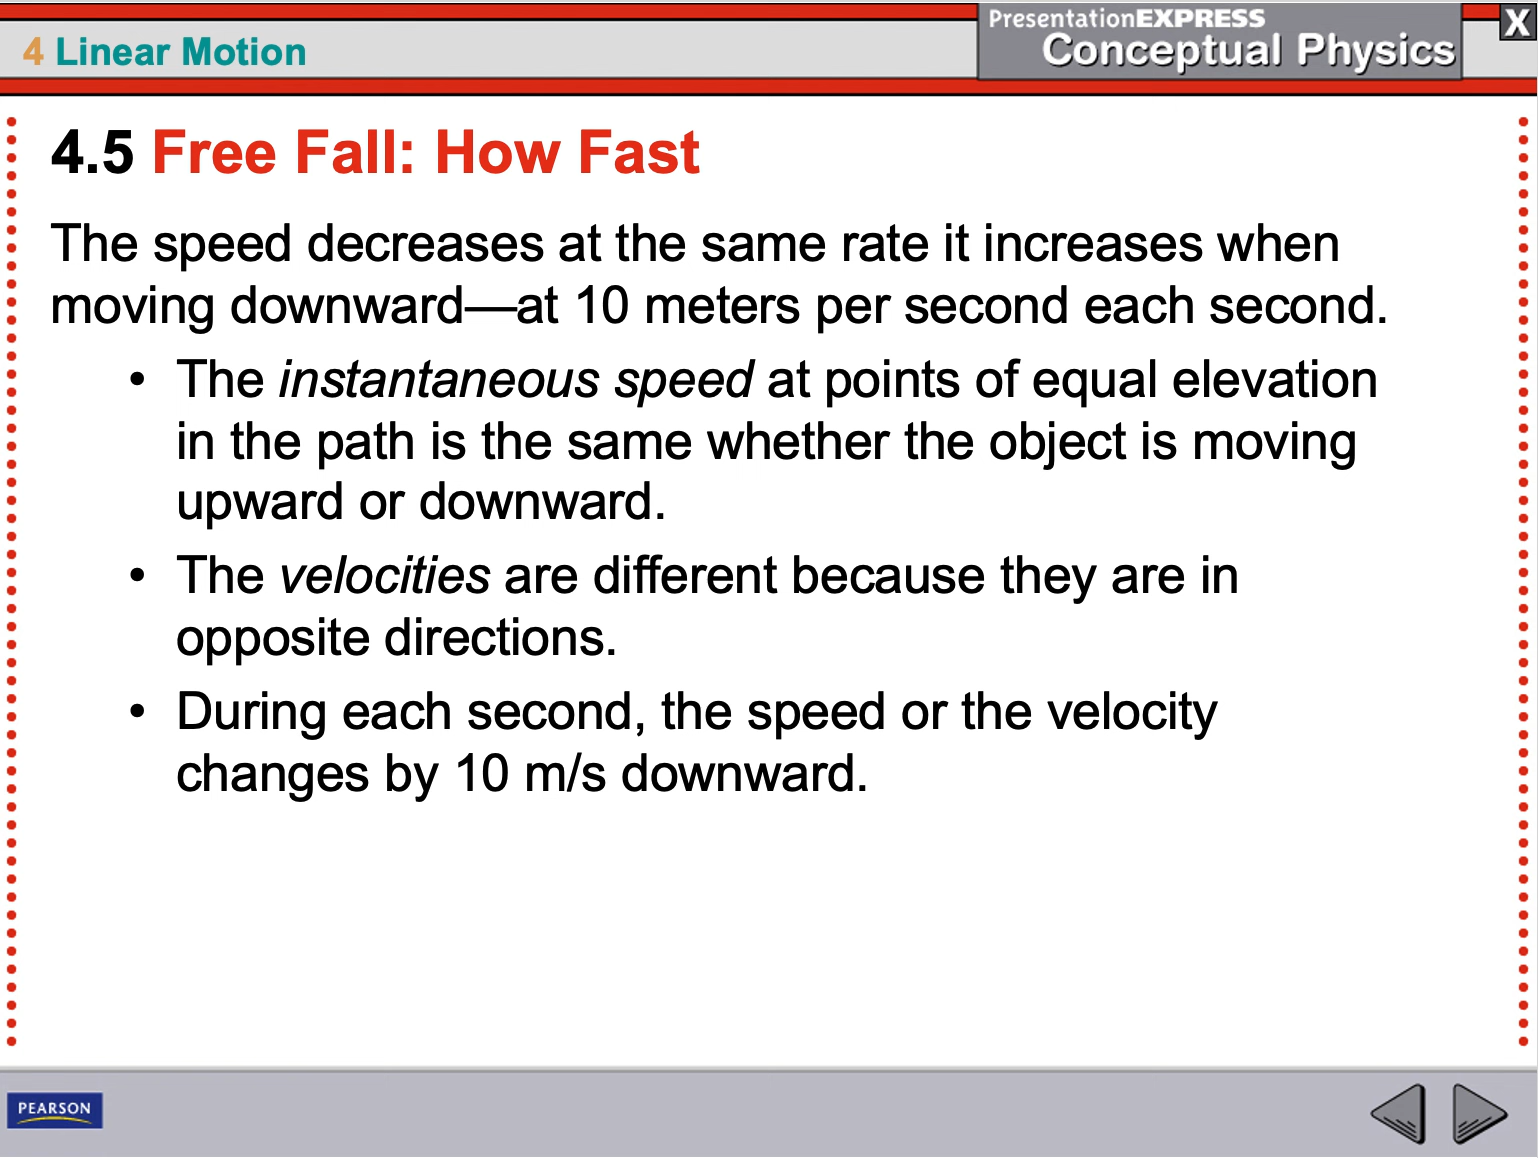 PresentationEXPRESS
Conceptual Physics
X
4 Linear Motion
4.5 Free Fall: How Fast
The speed decreases at the same rate it increases when
moving downward—at 10 meters per second each second.
• The instantaneous speed at points of equal elevation
in the path is the same whether the object is moving
upward or downward.
• The velocities are different because they are in
opposite directions.
• During each second, the speed or the velocity
changes by 10 m/s downward.
PEARSON